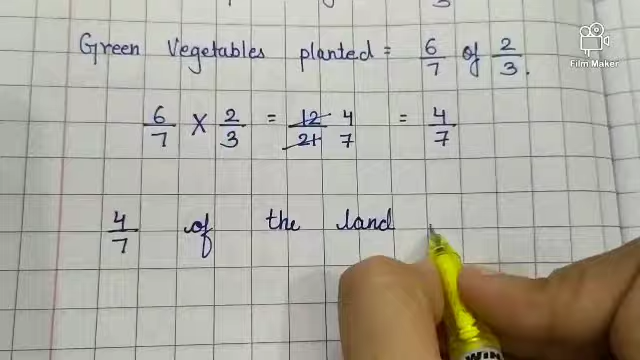 Green Vegetables planted = 6/7 of 2/3.
Film Maker
6/7 X 2/3 = 12/21 4/7 = 4/7
4/7 of the land
WIN